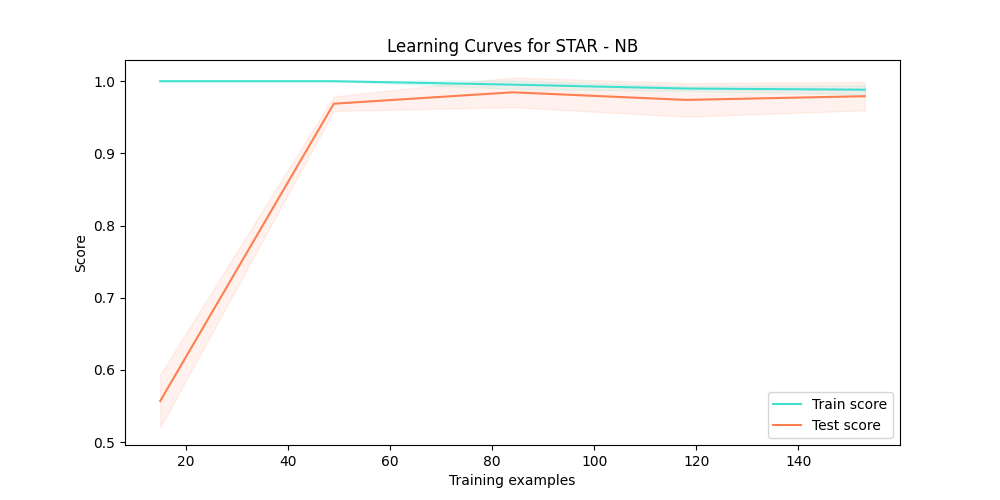 Learning Curves for STAR - NB
1.0
0.9
0.8
0.7
0.6
0.5
Score
20 40 60 80 100 120 140
Training examples
Train score
Test score